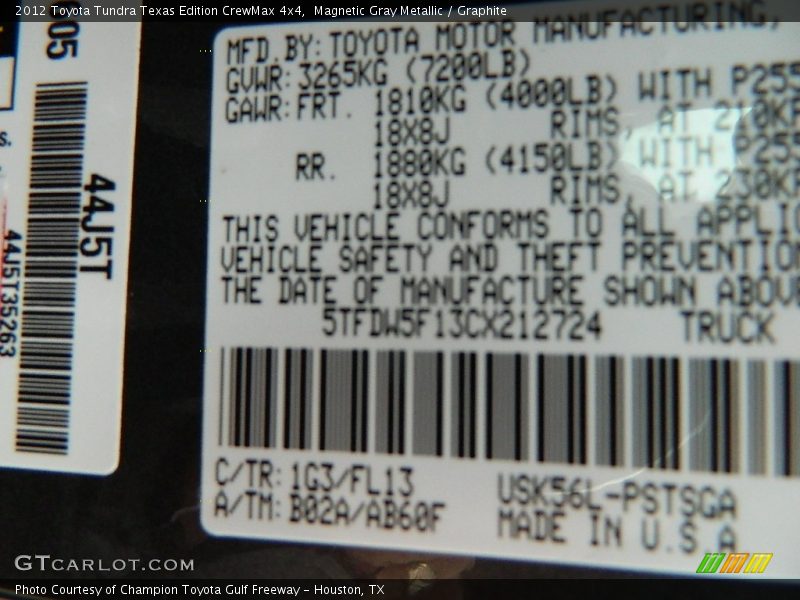 2012 Toyota Tundra Texas Edition CrewMax 4x4, Magnetic Gray Metallic / Graphite
05
s.
44J5T
44J5T35263
MFD. BY: TOYOTA MOTOR MANUFACTURING,
GVWR: 3265KG (7200LB)
GAWR: FRT. 1810KG (4000LB) WITH P255
18X8J RIMS, AT 210KP
RR. 1880KG (4150LB) WITH P255
18X8J RIMS, AT 230KP
THIS VEHICLE CONFORMS TO ALL APPLIC
VEHICLE SAFETY AND THEFT PREVENTION
THE DATE OF MANUFACTURE SHOWN ABOVE
5TFDW5F13CX212724 TRUCK
C/TR: 1G3/FL13 USK56L-PSTSGA
A/TM: B02A/AB60F MADE IN U.S.A
GTCARLOT.COM
Photo Courtesy of Champion Toyota Gulf Freeway - Houston, TX